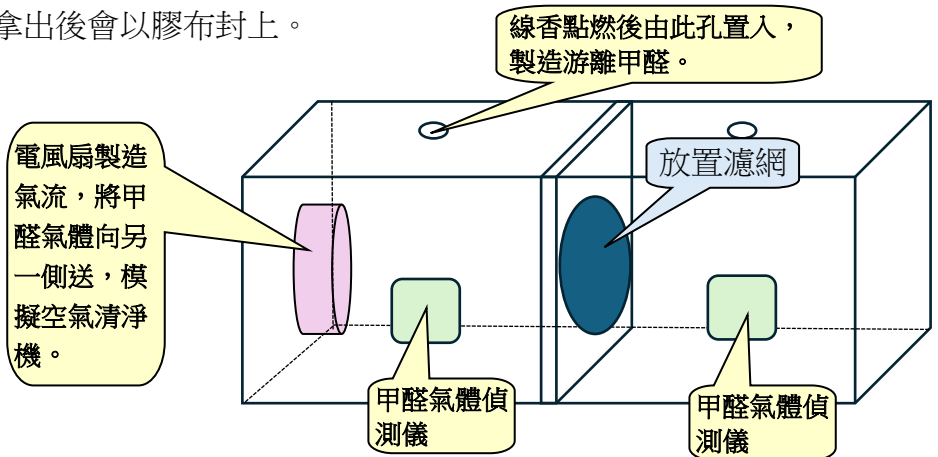 拿出後會以膠布封上。
線香點燃後由此孔置入，
製造游離甲醛。
電風扇製造
氣流，將甲
醛氣體向另
一側送，模
擬空氣清淨
機。
放置濾網
甲醛氣體偵
測儀
甲醛氣體偵
測儀